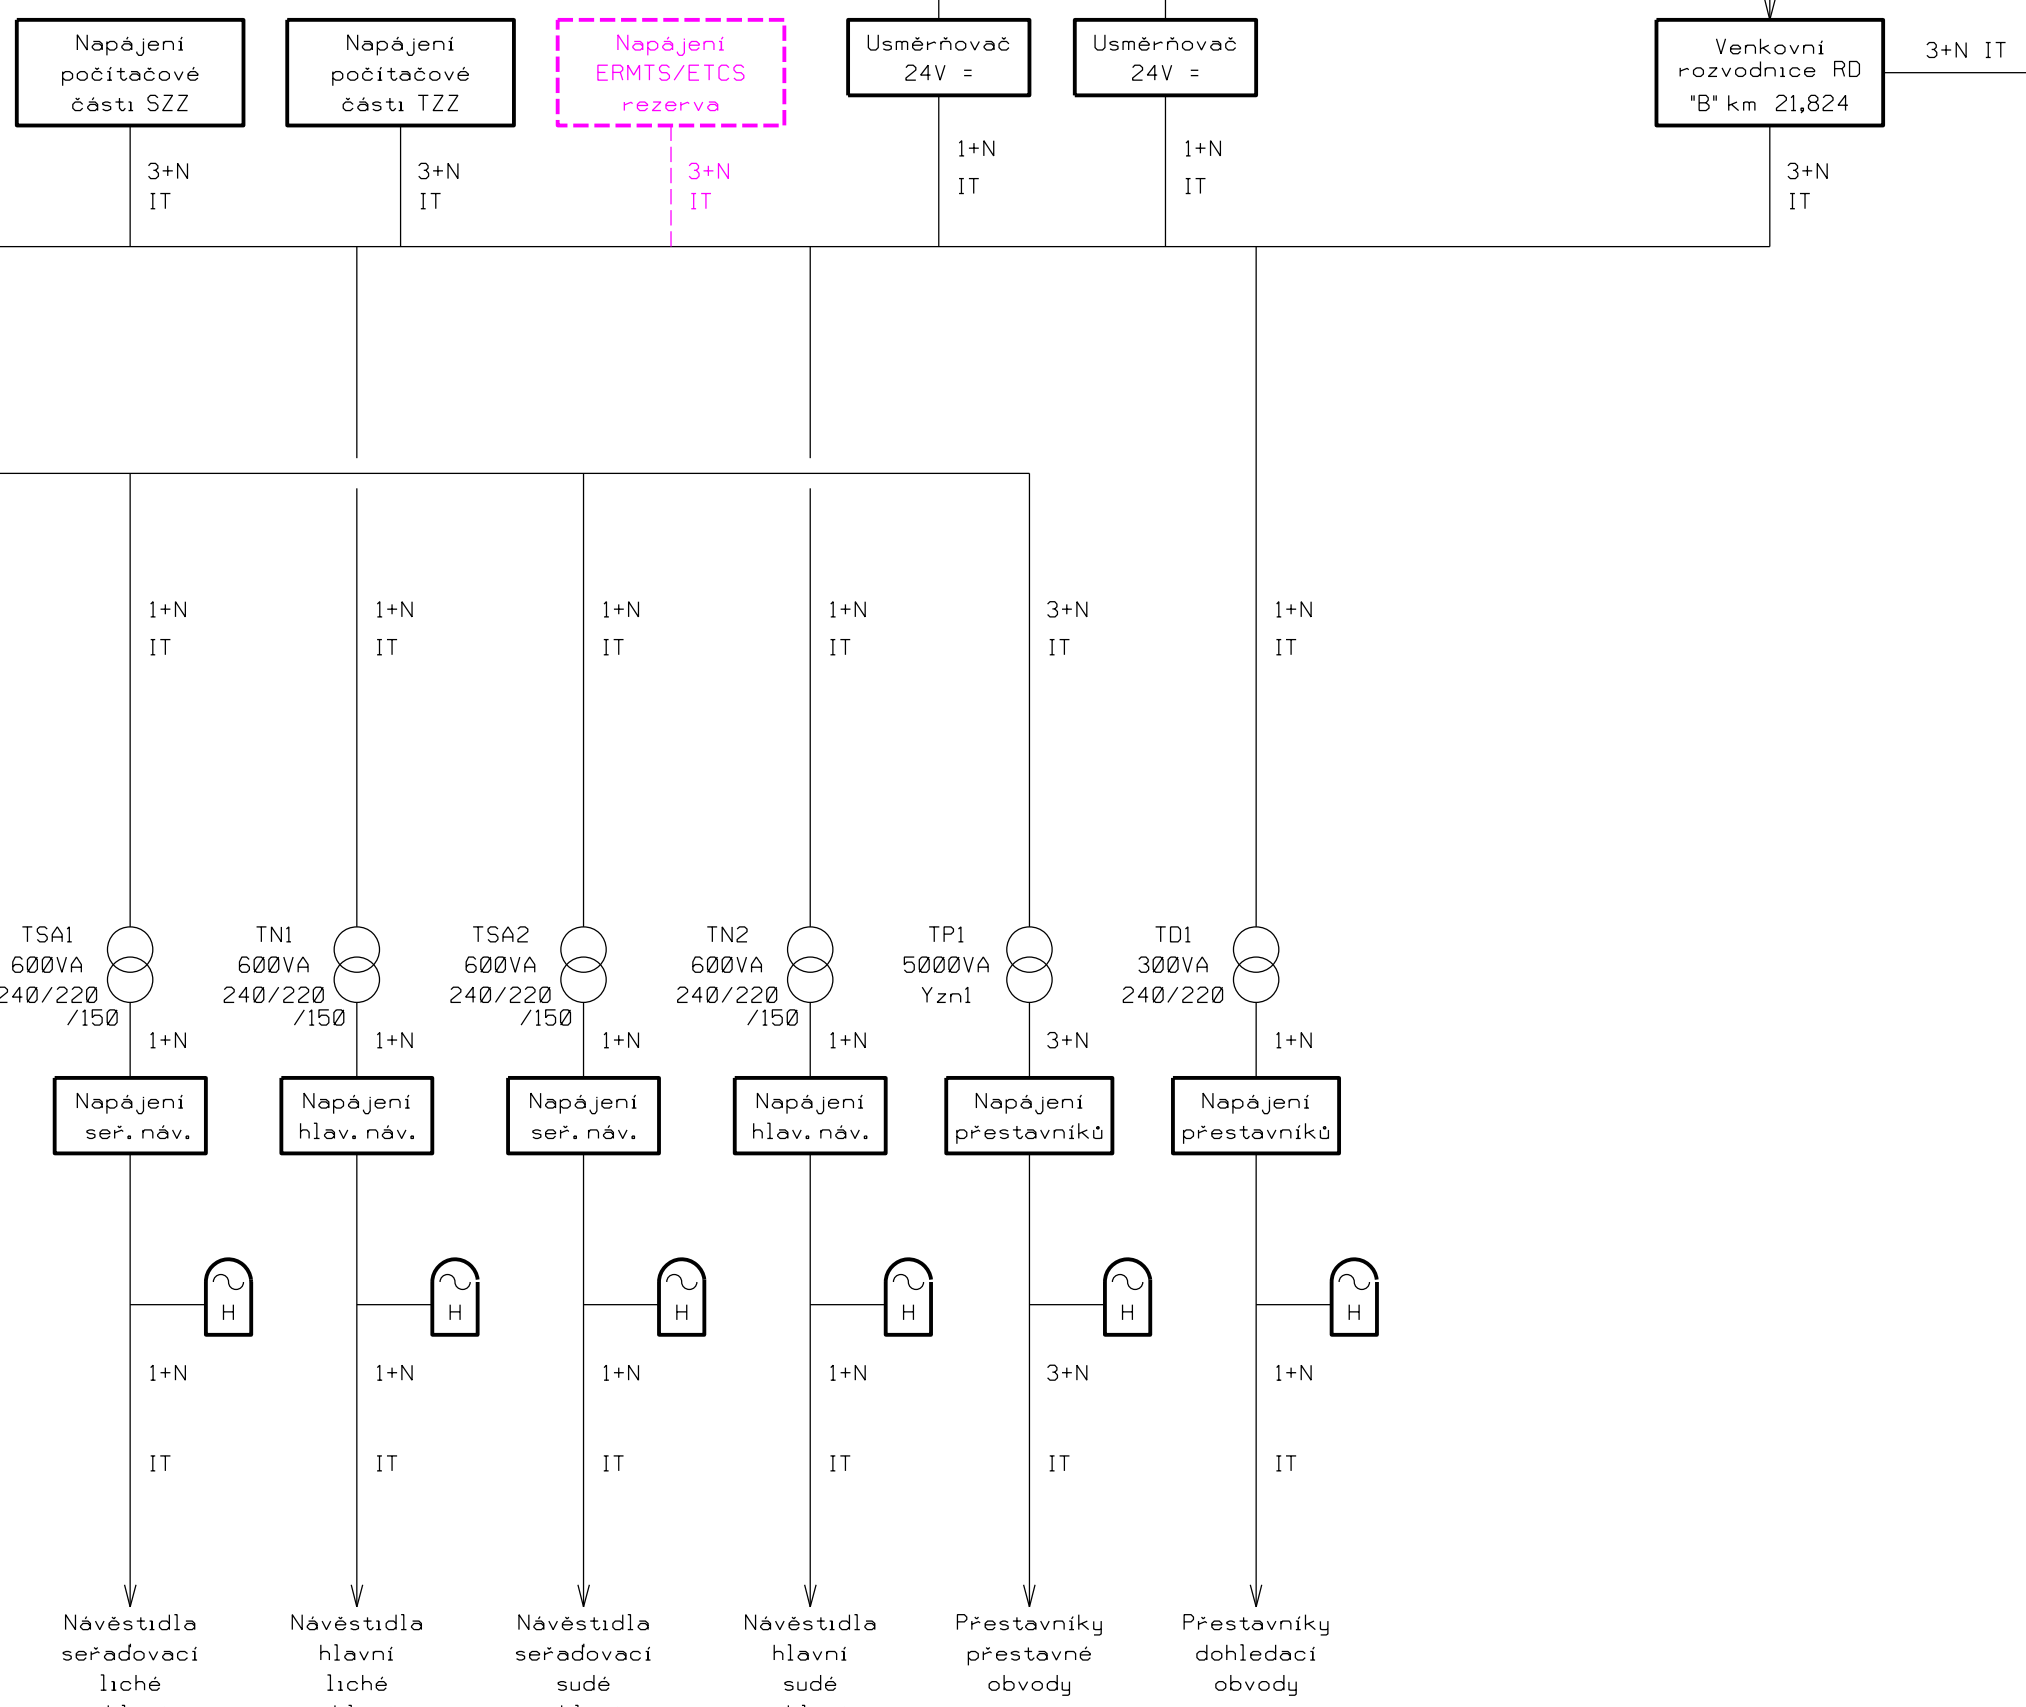 Napájení
počítačové
části SZZ
Napájení
počítačové
části TZZ
Napájení
ERMTS/ETCS
rezerva
Usměrňovač
24V =
Usměrňovač
24V =
Venkovní
rozvodnice RD
"B" km 21,824
3+N IT
3+N
IT
3+N
IT
3+N
IT
1+N
IT
1+N
IT
3+N
IT
1+N
IT
1+N
IT
1+N
IT
1+N
IT
3+N
IT
1+N
IT
TSA1
600VA
240/220
/150
1+N
TN1
600VA
240/220
/150
1+N
TSA2
600VA
240/220
/150
1+N
TN2
600VA
240/220
/150
1+N
TP1
5000VA
Yzn1
3+N
TD1
300VA
240/220
1+N
Napájení
seř. náv.
Napájení
hlav. náv.
Napájení
seř. náv.
Napájení
hlav. náv.
Napájení
přestavníků
Napájení
přestavníků
H
H
H
H
H
H
1+N
IT
1+N
IT
1+N
IT
1+N
IT
3+N
IT
1+N
IT
Návěstidla
seřaďovací
liché
Návěstidla
hlavní
liché
Návěstidla
seřaďovací
sudé
Návěstidla
hlavní
sudé
Přestavníky
přestavné
obvody
Přestavníky
dohledací
obvody